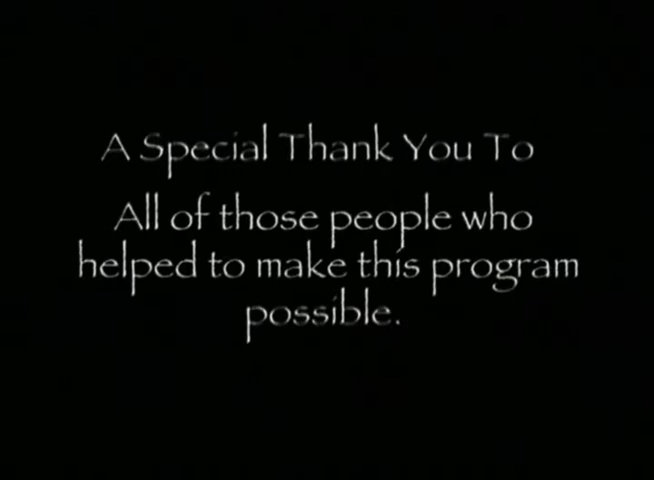 A Special Thank You To
All of those people who
helped to make this program
possible.